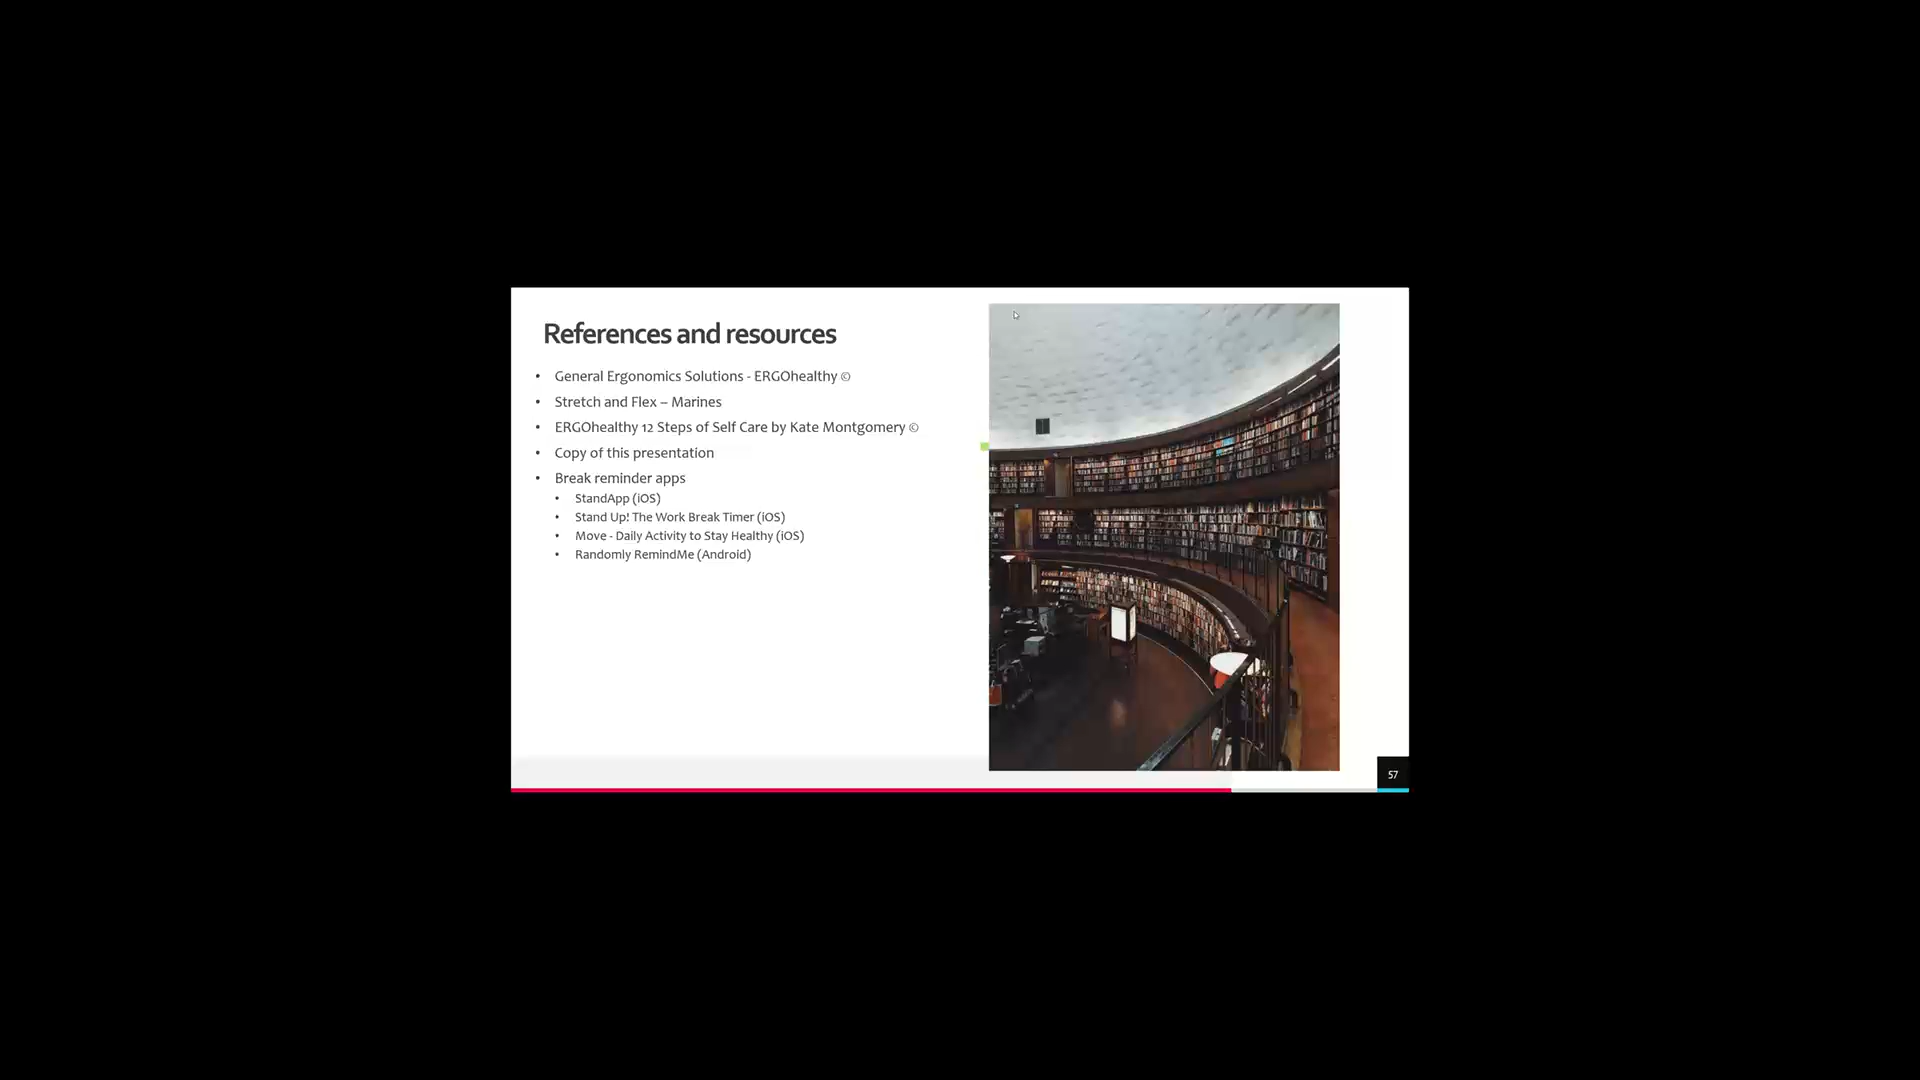 References and resources
• General Ergonomics Solutions - ERGOhealthy ©
• Stretch and Flex – Marines
• ERGOhealthy 12 Steps of Self Care by Kate Montgomery ©
• Copy of this presentation
• Break reminder apps
• StandApp (iOS)
• Stand Up! The Work Break Timer (iOS)
• Move - Daily Activity to Stay Healthy (iOS)
• Randomly RemindMe (Android)
57